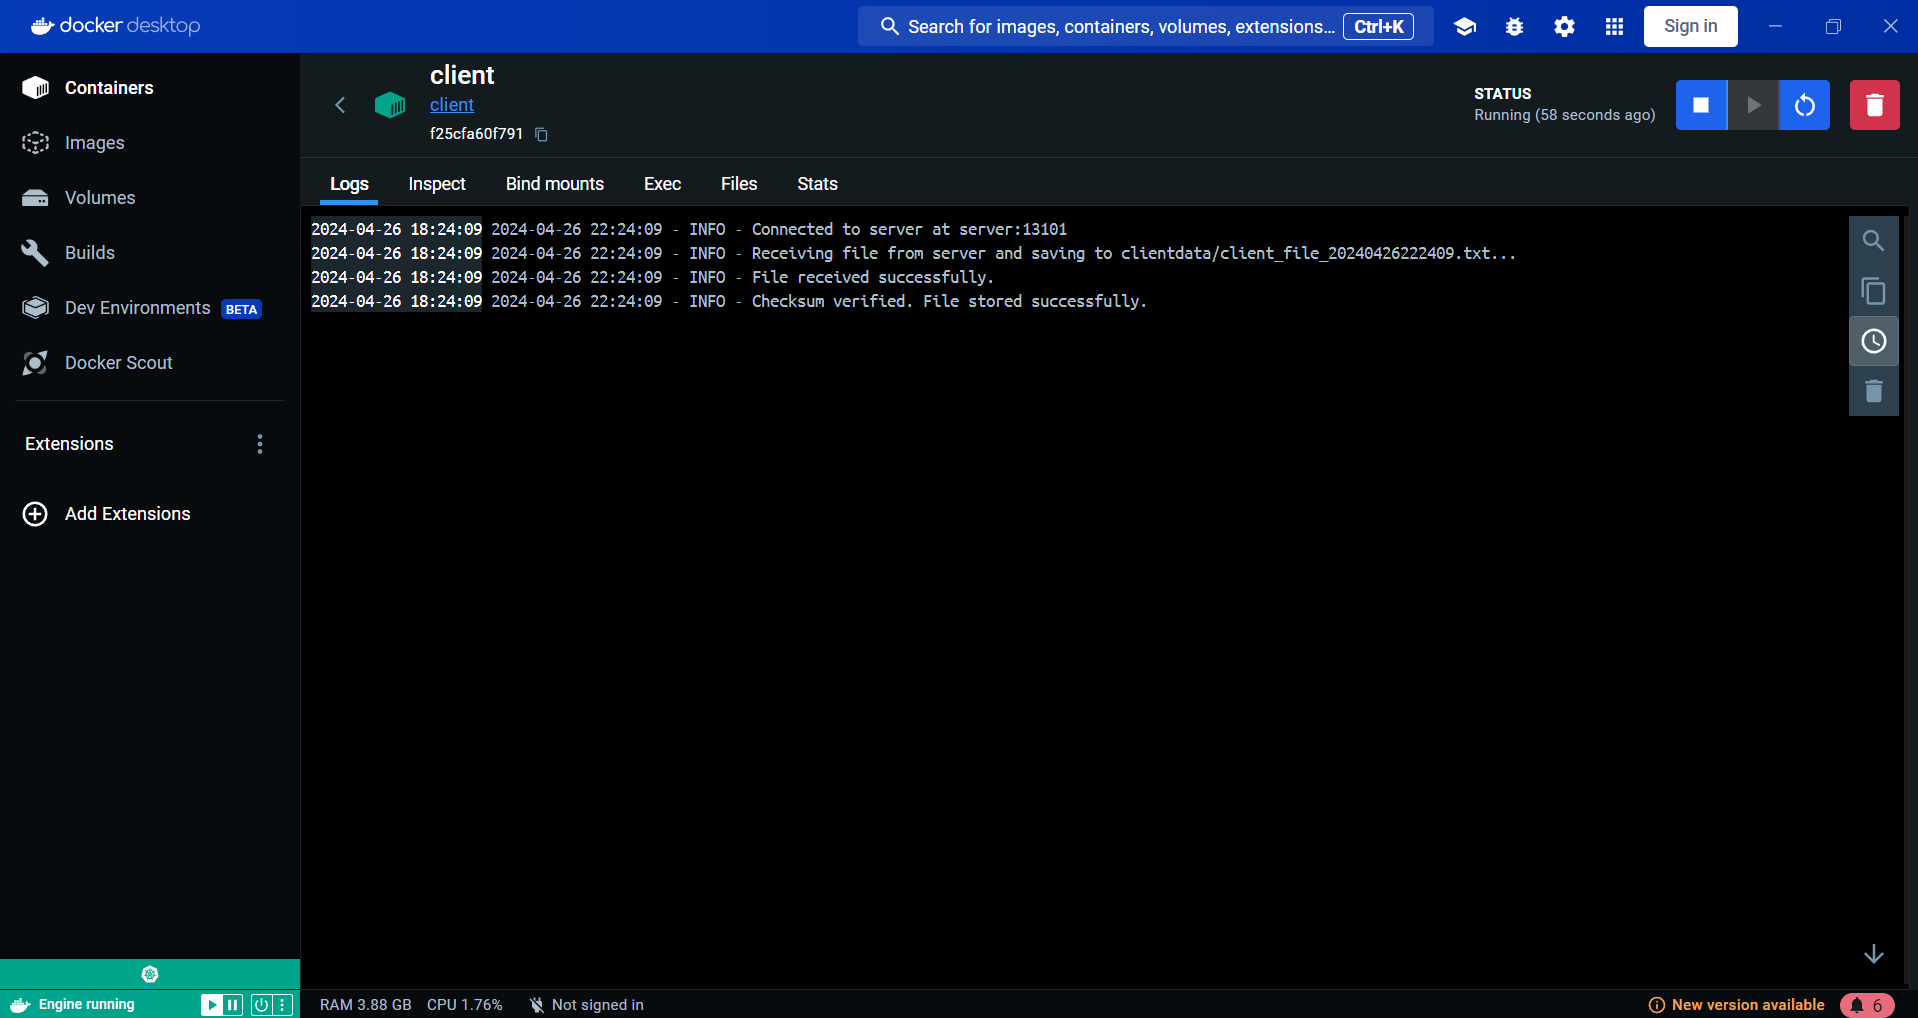 docker desktop
Search for images, containers, volumes, extensions... Ctrl+K
Sign in
Containers
Images
Volumes
Builds
Dev Environments BETA
Docker Scout
Extensions
Add Extensions
client
client
f25cfa60f791
STATUS
Running (58 seconds ago)
Logs Inspect Bind mounts Exec Files Stats
2024-04-26 18:24:09 2024-04-26 22:24:09 - INFO - Connected to server at server:13101
2024-04-26 18:24:09 2024-04-26 22:24:09 - INFO - Receiving file from server and saving to clientdata/client_file_20240426222409.txt...
2024-04-26 18:24:09 2024-04-26 22:24:09 - INFO - File received successfully.
2024-04-26 18:24:09 2024-04-26 22:24:09 - INFO - Checksum verified. File stored successfully.
Engine running
RAM 3.88 GB CPU 1.76% Not signed in
New version available 6